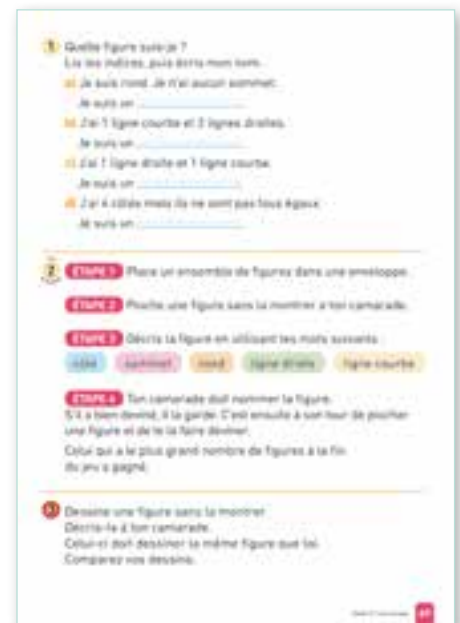 1 Quelle figure suis-je ?
Lis les indices, puis écris mon nom.
a) Je suis rond. Je n'ai aucun sommet.
Je suis un
b) J'ai 1 ligne courbe et 2 lignes droites.
Je suis un
c) J'ai 1 ligne droite et 1 ligne courbe.
Je suis un
d) J'ai 4 côtés mais ils ne sont pas tous égaux.
Je suis un
2 ÉTAPE 1 Place un ensemble de figures dans une enveloppe.
ÉTAPE 2 Pioche une figure sans la montrer à ton camarade.
ÉTAPE 3 Décris la figure en utilisant les mots suivants :
côté sommet rond ligne droite ligne courbe
ÉTAPE 4 Ton camarade doit nommer la figure.
S'il a bien deviné, il la garde. C'est ensuite à son tour de piocher
une figure et de te la faire deviner.
Celui qui a le plus grand nombre de figures à la fin
du jeu a gagné.
3 Dessine une figure sans la montrer.
Décris-la à ton camarade.
Celui-ci doit dessiner la même figure que toi.
Comparez vos dessins.